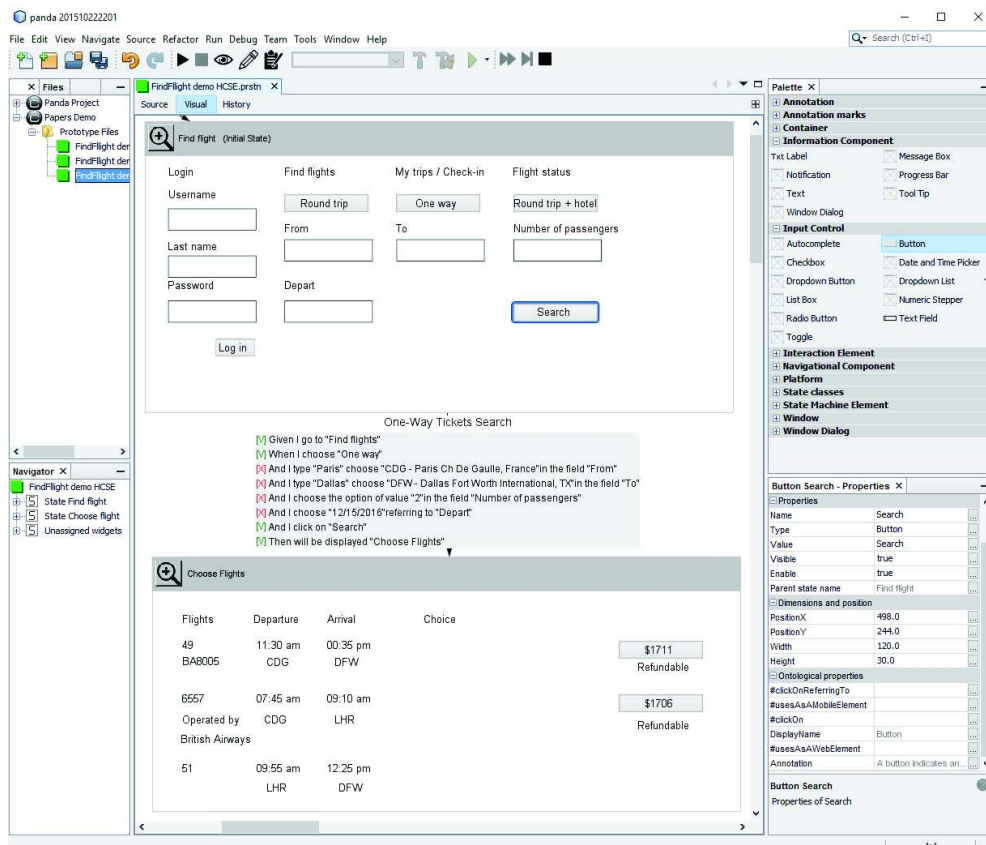 panda 201510222201
File Edit View Navigate Source Refactor Run Debug Team Tools Window Help
Search (Ctrl+I)
Files
Panda Project
Papers Demo
Prototype Files
FindFlight der
FindFlight der
FindFlight der
Navigator
FindFlight demo HCSE
State Find flight
State Choose flight
Unassigned widgets
FindFlight demo HCSE.prstn
Source Visual History
Find flight (Initial State)
Login Find flights My trips / Check-in Flight status
Username
Round trip One way Round trip + hotel
From To Number of passengers
Last name
Password Depart
Search
Log in
One-Way Tickets Search
[V] Given I go to "Find flights"
[V] When I choose "One way"
[X] And I type "Paris" choose "CDG - Paris Ch De Gaulle, France"in the field "From"
[X] And I type "Dallas" choose "DFW - Dallas Fort Worth International, TX"in the field "To"
[X] And I choose the option of value "2"in the field "Number of passengers"
[X] And I choose "12/15/2016"referring to "Depart"
[V] And I click on "Search"
[V] Then will be displayed "Choose Flights"
Choose Flights
Flights Departure Arrival Choice
49 11:30 am 00:35 pm $1711
BA8005 CDG DFW Refundable
6557 07:45 am 09:10 am $1706
Operated by CDG LHR Refundable
British Airways
51 09:55 am 12:25 pm
LHR DFW
Palette
Annotation
Annotation marks
Container
Information Component
Txt Label Message Box
Notification Progress Bar
Text Tool Tip
Window Dialog
Input Control
Autocomplete Button
Checkbox Date and Time Picker
Dropdown Button Dropdown List
List Box Numeric Stepper
Radio Button Text Field
Toggle
Interaction Element
Navigational Component
Platform
State classes
State Machine Element
Window
Window Dialog
Button Search - Properties
Properties
Name Search
Type Button
Value Search
Visible true
Enable true
Parent state name Find flight
Dimensions and position
PositionX 498.0
PositionY 244.0
Width 120.0
Height 30.0
Ontological properties
#clickOnReferringTo
#usesAsAMobileElement
#clickOn
DisplayName Button
#usesAsAWebElement
Annotation A button indicates an...
Button Search
Properties of Search